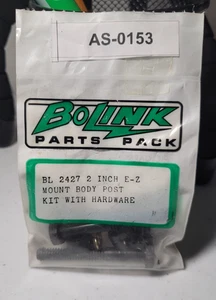 AS-0153
BOLINK
PARTS PACK
BL 2427 2 INCH E-Z
MOUNT BODY POST
KIT WITH HARDWARE